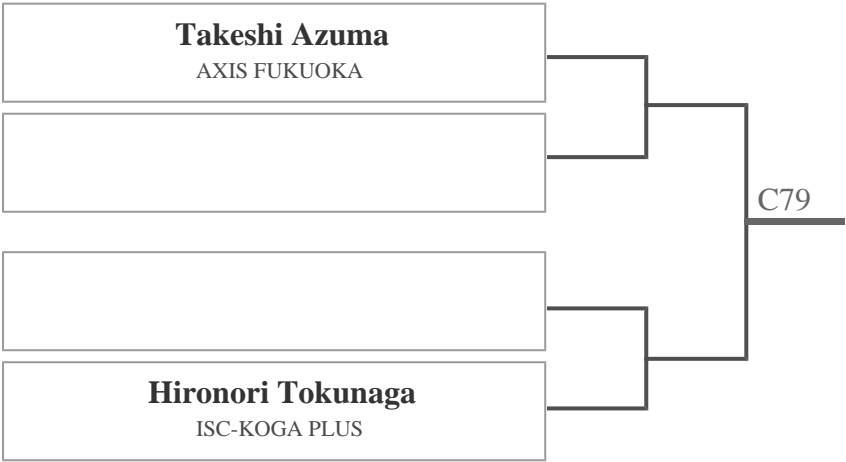 Takeshi Azuma
AXIS FUKUOKA
C79
Hironori Tokunaga
ISC-KOGA PLUS